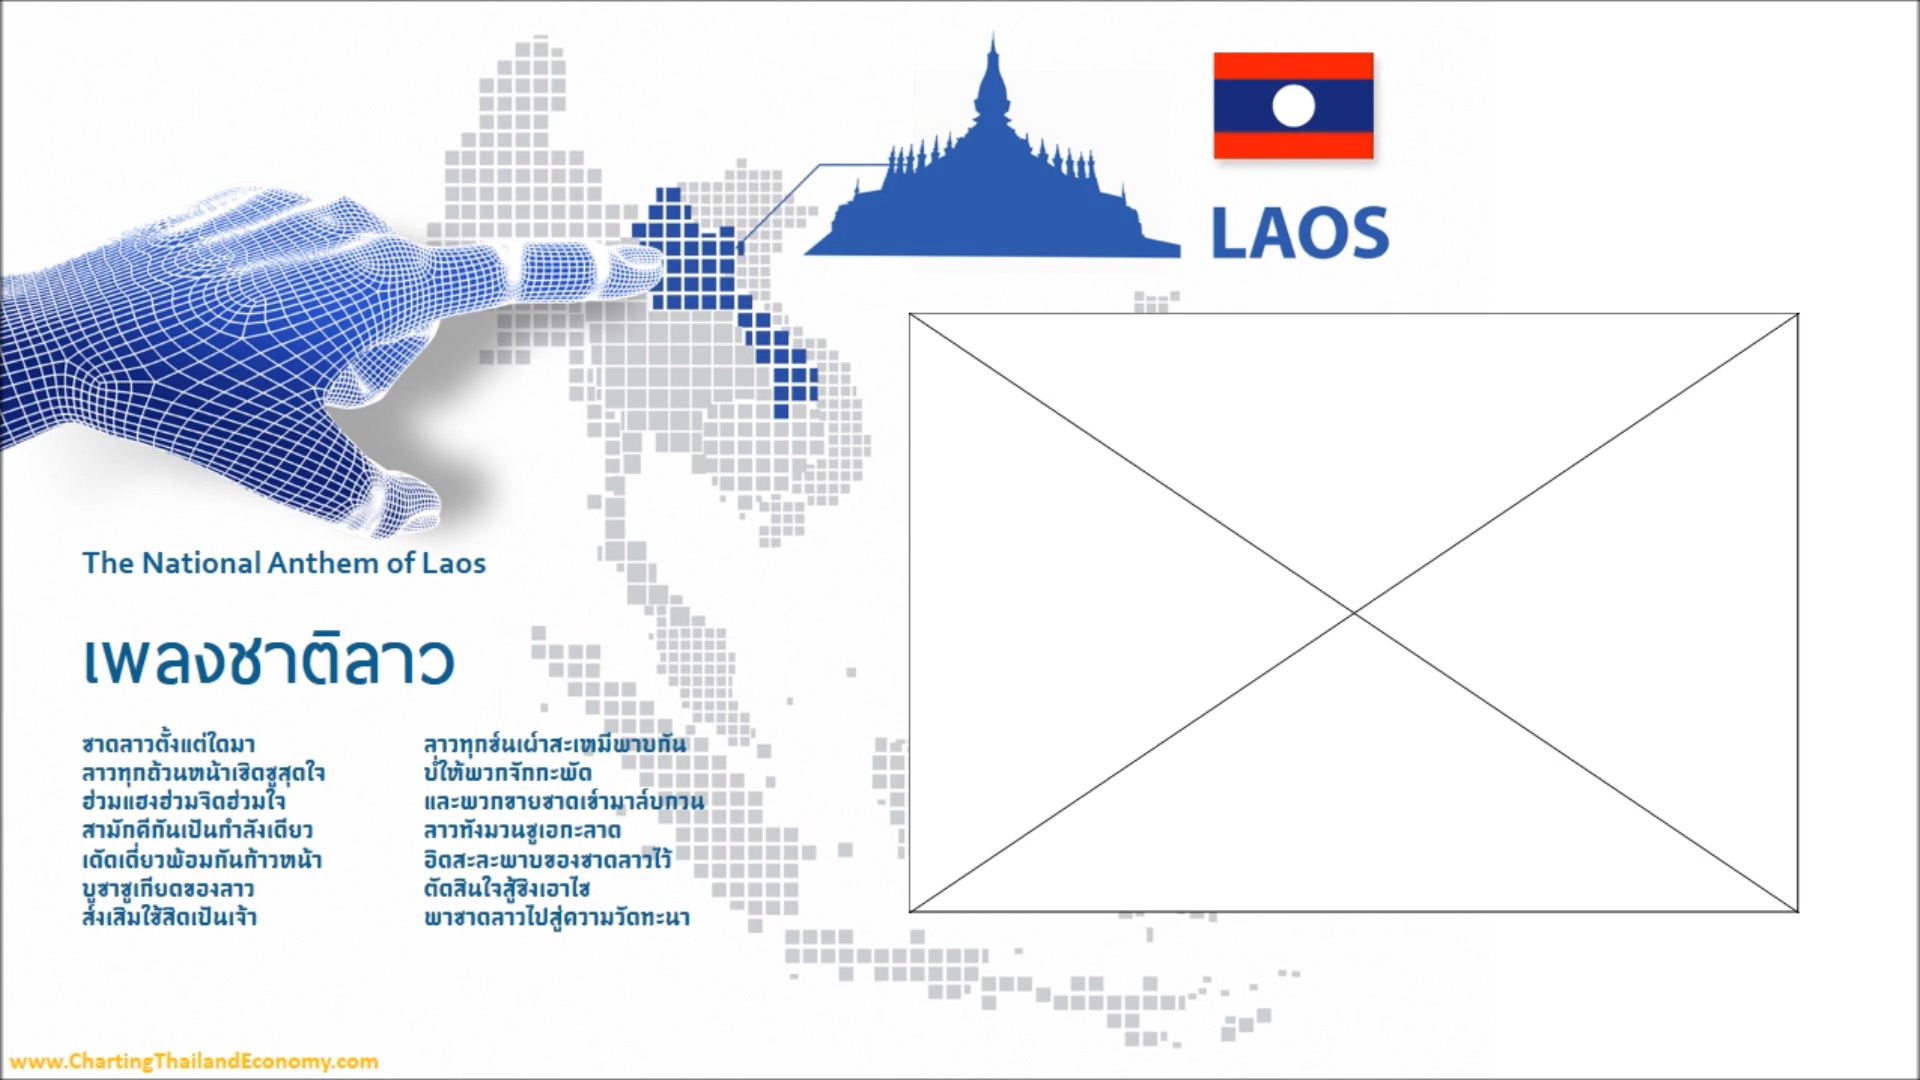 LAOS
The National Anthem of Laos
เพลงชาติลาว
ซาดลาวตั้งแต่ใดมา
ลาวทุกถ้วนหน้าเซิดซูสุดใจ
ฮ่วมแฮงฮ่วมจิดฮ่วมใจ
สามักคีกันเป็นกำลังเดียว
เด็ดเดี่ยวพ้อมกันก้าวหน้า
บูซาซูเกียดของลาว
ส่งเสิมใช้สิดเป็นเจ้า
ลาวทุกซ์นเผ่าสะเหมีพาบกัน
บ่ให้พวกจักกะพัด
และพวกขายซาดเข้ามาลับกวน
ลาวทังมวนซูเอกะลาด
อิดสะละพาบของซาดลาวไว้
ตัดสินใจสู้ซิงเอาไซ
พาซาดลาวไปสู่ความวัดทะนา
www.ChartingThailandEconomy.com